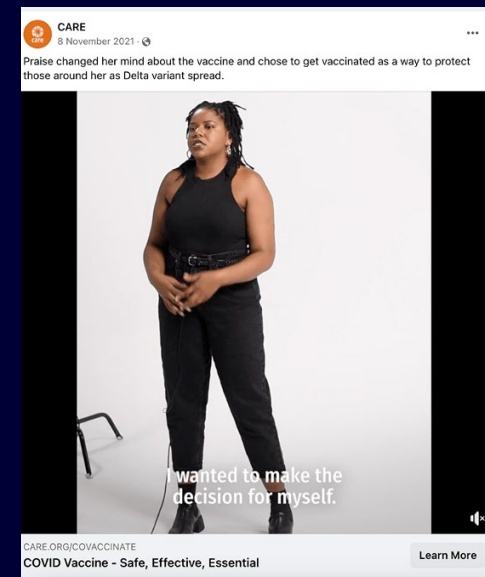 care
CARE
8 November 2021 ·
Praise changed her mind about the vaccine and chose to get vaccinated as a way to protect
those around her as Delta variant spread.
I wanted to make the
decision for myself.
CARE.ORG/COVACCINATE
COVID Vaccine - Safe, Effective, Essential
Learn More